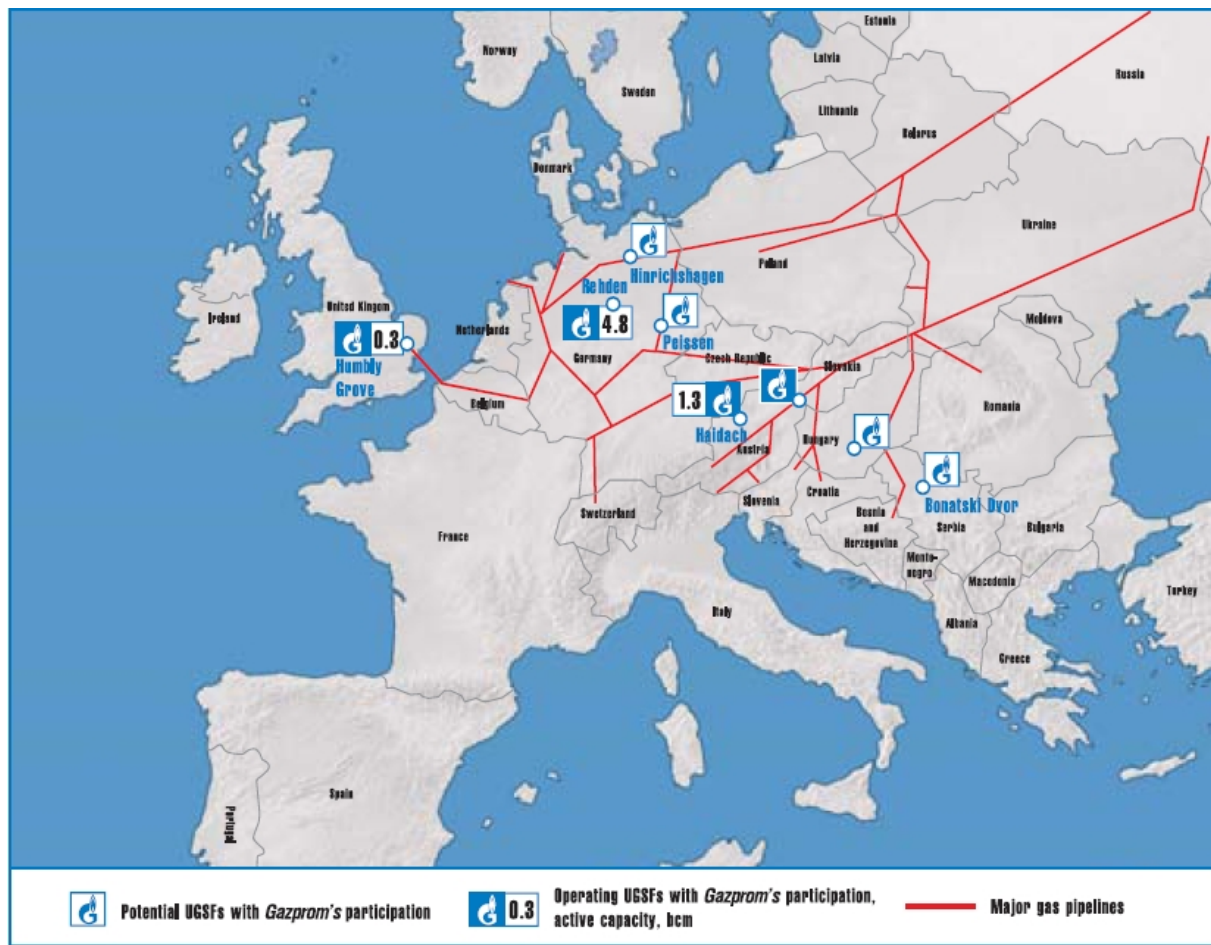 Estonia
Norway
Latvia
Russia
Sweden
Lithuania
Belarus
Denmark
Ukraine
Hinrichshagen
Poland
Rehden
United Kingdom
Ireland
4.8
Netherlands
Moldova
0.3
Peissen
Germany
Czech Republic
Humbly
Grove
Slovakia
Belgium
1.3
Romania
Haidach
Austria
Hungary
Croatia
Slovenia
Bonatski Dvor
Swetzerland
Bosnia
and
Herzegovina
Serbia
Bulgaria
France
Monte-
negro
Macedonia
Turkey
Italy
Albania
Greece
Spain
Portugal
Potential UGSFs with Gazprom's participation
0.3
Operating UGSFs with Gazprom's participation,
active capacity, bcm
Major gas pipelines